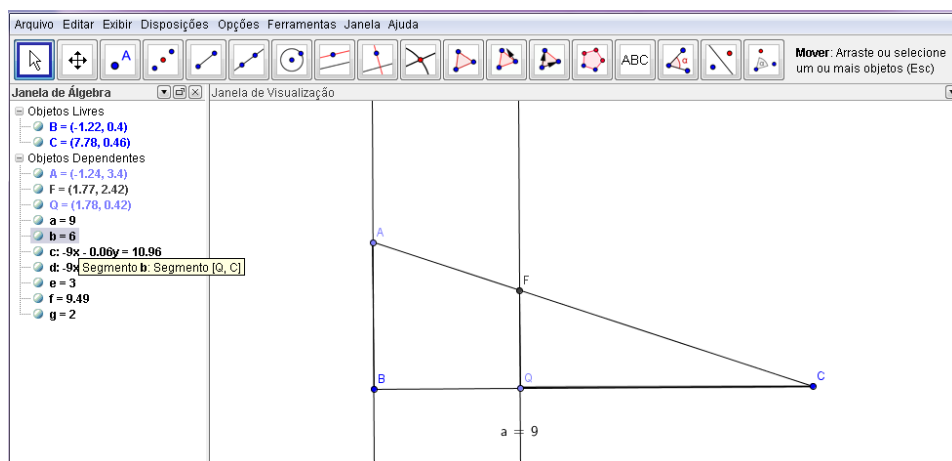 Arquivo Editar Exibir Disposições Opções Ferramentas Janela Ajuda
A
ABC
α
Mover: Arraste ou selecione
um ou mais objetos (Esc)
Janela de Álgebra
Janela de Visualização
Objetos Livres
B = (-1.22, 0.4)
C = (7.78, 0.46)
Objetos Dependentes
A = (-1.24, 3.4)
F = (1.77, 2.42)
Q = (1.78, 0.42)
a = 9
b = 6
c: -9x - 0.06y = 10.96
d: -9x
Segmento b: Segmento [Q, C]
e = 3
f = 9.49
g = 2
A
F
B
Q
C
a = 9